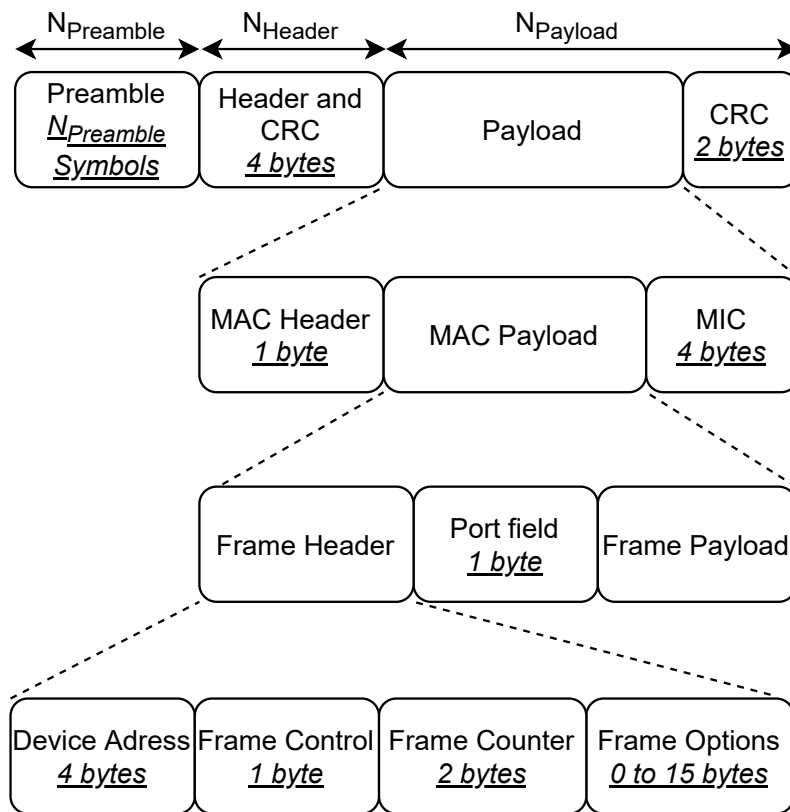 NPreamble NHeader NPayload
Preamble
NPreamble
Symbols
Header and
CRC
4 bytes
Payload
CRC
2 bytes
MAC Header
1 byte
MAC Payload
MIC
4 bytes
Frame Header
Port field
1 byte
Frame Payload
Device Adress
4 bytes
Frame Control
1 byte
Frame Counter
2 bytes
Frame Options
0 to 15 bytes